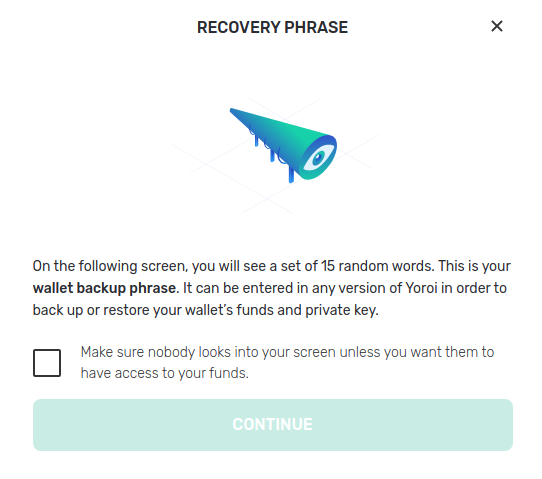 RECOVERY PHRASE
On the following screen, you will see a set of 15 random words. This is your
wallet backup phrase. It can be entered in any version of Yoroi in order to
back up or restore your wallet’s funds and private key.
Make sure nobody looks into your screen unless you want them to
have access to your funds.
CONTINUE